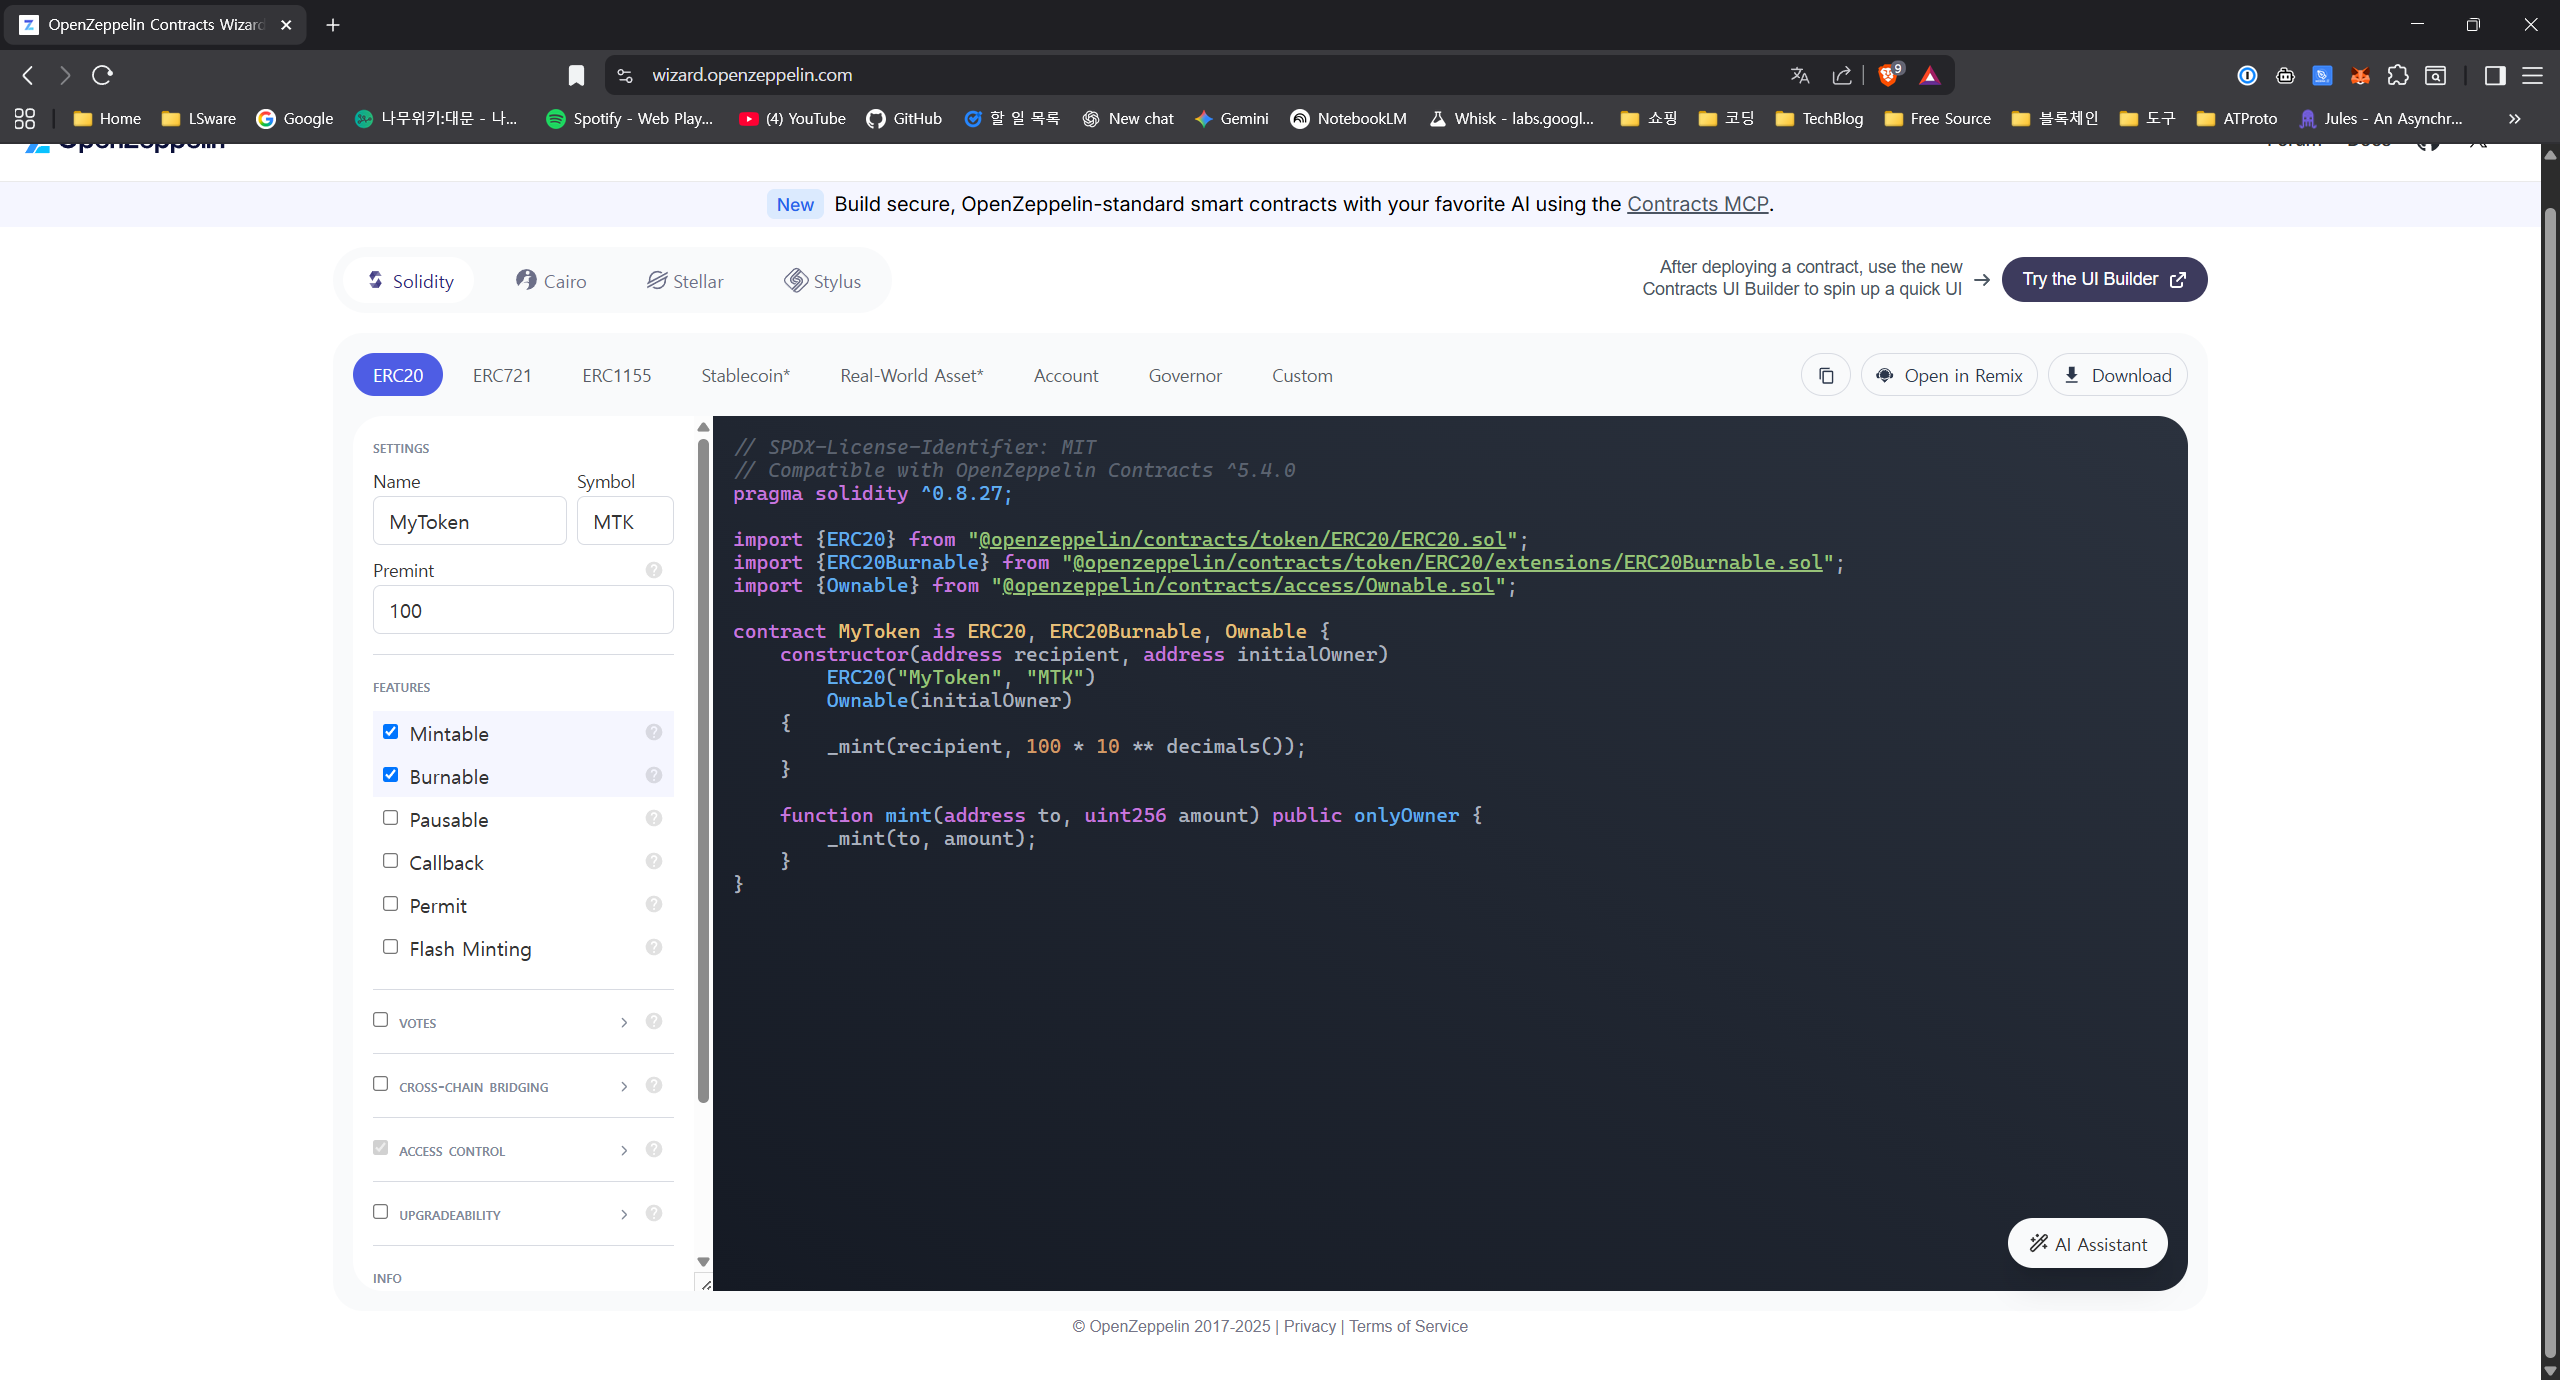 OpenZeppelin Contracts Wizard
wizard.openzeppelin.com
9
Home LSware Google 나무위키:대문 - 나... Spotify - Web Play... (4) YouTube GitHub 할 일 목록 New chat Gemini NotebookLM Whisk - labs.googl... 쇼핑 코딩 TechBlog Free Source 블록체인 도구 ATProto Jules - An Asynchr... »
OpenZeppelin Forum Docs
New Build secure, OpenZeppelin-standard smart contracts with your favorite AI using the Contracts MCP.
Solidity Cairo Stellar Stylus
After deploying a contract, use the new
Contracts UI Builder to spin up a quick UI
Try the UI Builder
ERC20 ERC721 ERC1155 Stablecoin* Real-World Asset* Account Governor Custom
Open in Remix Download
SETTINGS
Name Symbol
MyToken MTK
Premint ?
100
FEATURES
Mintable ?
Burnable ?
Pausable ?
Callback ?
Permit ?
Flash Minting ?
VOTES ?
CROSS-CHAIN BRIDGING ?
ACCESS CONTROL ?
UPGRADEABILITY ?
INFO
// SPDX-License-Identifier: MIT
// Compatible with OpenZeppelin Contracts ^5.4.0
pragma solidity ^0.8.27;
import {ERC20} from "@openzeppelin/contracts/token/ERC20/ERC20.sol";
import {ERC20Burnable} from "@openzeppelin/contracts/token/ERC20/extensions/ERC20Burnable.sol";
import {Ownable} from "@openzeppelin/contracts/access/Ownable.sol";
contract MyToken is ERC20, ERC20Burnable, Ownable {
constructor(address recipient, address initialOwner)
ERC20("MyToken", "MTK")
Ownable(initialOwner)
{
_mint(recipient, 100 * 10 ** decimals());
}
function mint(address to, uint256 amount) public onlyOwner {
_mint(to, amount);
}
}
AI Assistant
© OpenZeppelin 2017-2025 | Privacy | Terms of Service